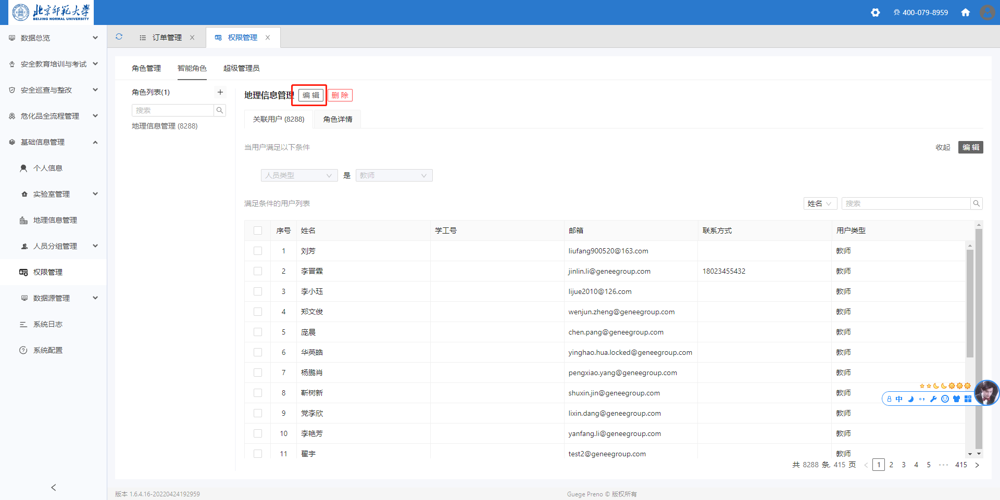 北京师范大学
BEIJING NORMAL UNIVERSITY
400-079-8959
数据总览
安全教育培训与考试
安全巡查与整改
危化品全流程管理
基础信息管理
个人信息
实验室管理
地理信息管理
人员分组管理
权限管理
数据源管理
系统日志
系统配置
订单管理
权限管理
角色管理 智能角色 超级管理员
角色列表(1)
搜索
地理信息管理 (8288)
地理信息管理 编 辑 删 除
关联用户 (8288) 角色详情
当用户满足以下条件 收起 编 辑
人员类型 是 教师
满足条件的用户列表 姓名 搜索
序号 姓名 学工号 邮箱 联系方式 用户类型
1 刘芳 liufang900520@163.com 教师
2 李晋霖 jinlin.li@geneegroup.com 18023455432 教师
3 李小珏 lijue2010@126.com 教师
4 郑文俊 wenjun.zheng@geneegroup.com 教师
5 庞晨 chen.pang@geneegroup.com 教师
6 华英皓 yinghao.hua.locked@geneegroup.com 教师
7 杨鹏肖 pengxiao.yang@geneegroup.com 教师
8 靳树新 shuxin.jin@geneegroup.com 教师
9 党李欣 lixin.dang@geneegroup.com 教师
10 李艳芳 yanfang.li@geneegroup.com 教师
11 翟宇 test2@geneegroup.com 教师
中
共 8288 条, 415 页 1 2 3 4 5 ··· 415
版本 1.6.4.16-20220424192959
Guege Preno © 版权所有